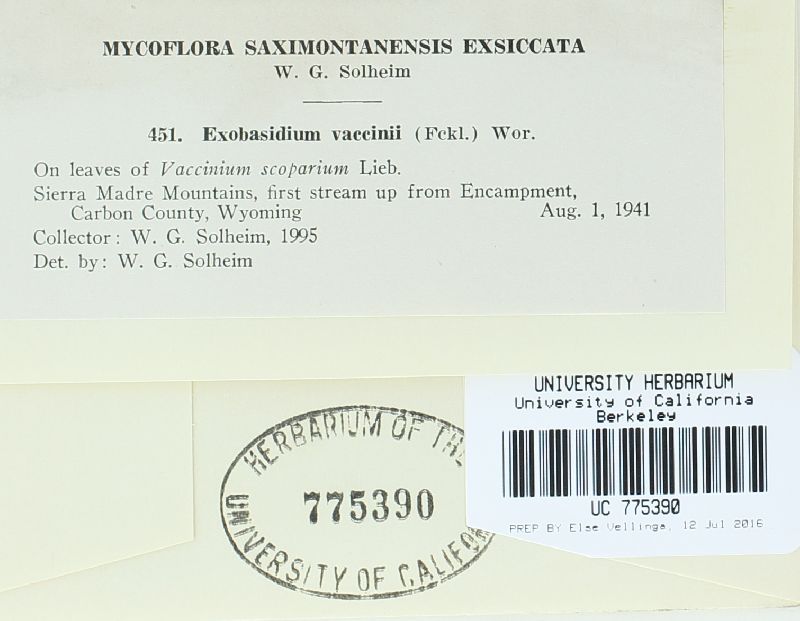 MYCOFLORA SAXIMONTANENSIS EXSICCATA
W. G. Solheim
451. Exobasidium vaccinii (Fckl.) Wor.
On leaves of Vaccinium scoparium Lieb.
Sierra Madre Mountains, first stream up from Encampment,
Carbon County, Wyoming Aug. 1, 1941
Collector: W. G. Solheim, 1995
Det. by: W. G. Solheim
UNIVERSITY HERBARIUM
University of California
Berkeley
UC 775390
PREP BY Else Vellinga, 12 Jul 2016
HERBARIUM OF THE
775390
UNIVERSITY OF CALIFO